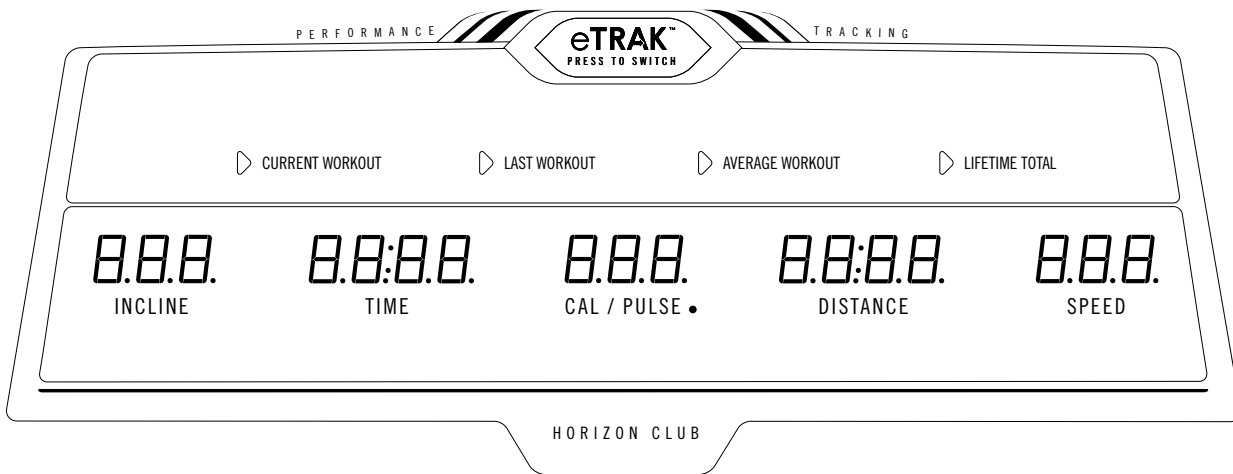 PERFORMANCE TRACKING
eTRAK™
PRESS TO SWITCH
CURRENT WORKOUT LAST WORKOUT AVERAGE WORKOUT LIFETIME TOTAL
8.8.8. 8.8:8.8. 8.8.8. 8.8:8.8. 8.8.8.
INCLINE TIME CAL / PULSE • DISTANCE SPEED
HORIZON CLUB